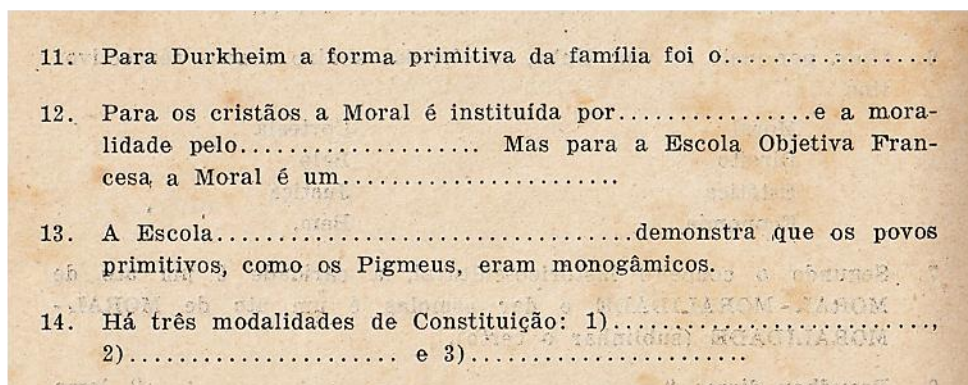 11. Para Durkheim a forma primitiva da família foi o..................
12. Para os cristãos a Moral é instituída por................e a mora-
lidade pelo.................... Mas para a Escola Objetiva Fran-
cesa a Moral é um.......................
13. A Escola...................................demonstra que os povos
primitivos, como os Pigmeus, eram monogâmicos.
14. Há três modalidades de Constituição: 1)...........................,
2)........................ e 3).......................